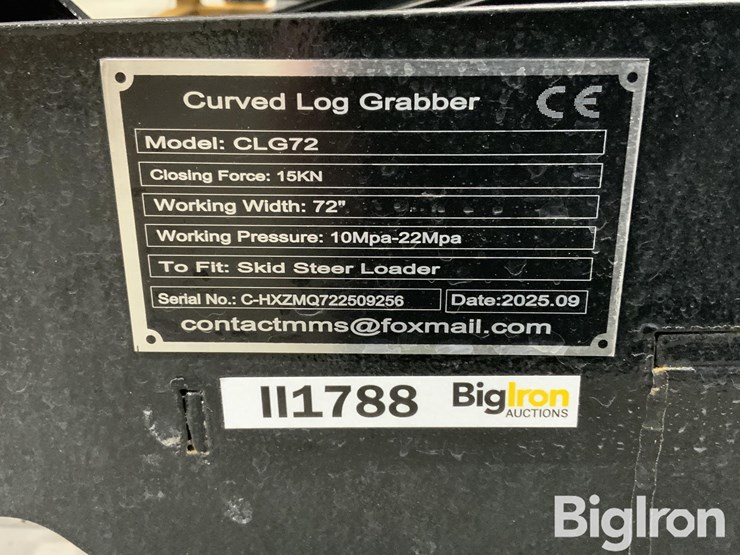 Curved Log Grabber CE
Model: CLG72
Closing Force: 15KN
Working Width: 72"
Working Pressure: 10Mpa-22Mpa
To Fit: Skid Steer Loader
Serial No.: C-HXZMQ722509256 Date:2025.09
contactmms@foxmail.com
II1788 BigIron
AUCTIONS
BigIron